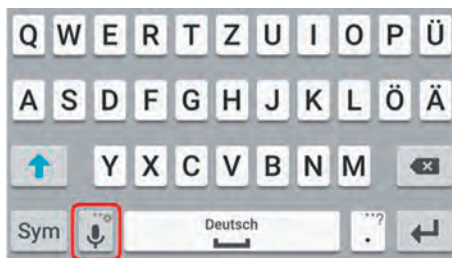 Q W E R T Z U I O P Ü
A S D F G H J K L Ö Ä
Y X C V B N M
Sym Deutsch . ?